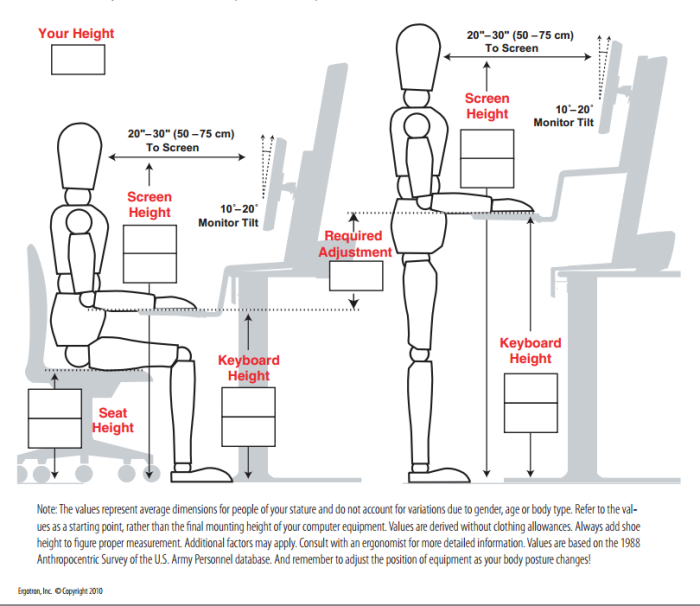 Your Height
20"–30" (50 –75 cm)
To Screen
Screen
Height
10°–20°
Monitor Tilt
Keyboard
Height
Seat
Height
Required
Adjustment
20"–30" (50 –75 cm)
To Screen
Screen
Height
10°–20°
Monitor Tilt
Keyboard
Height
Note: The values represent average dimensions for people of your stature and do not account for variations due to gender, age or body type. Refer to the val-
ues as a starting point, rather than the final mounting height of your computer equipment. Values are derived without clothing allowances. Always add shoe
height to figure proper measurement. Additional factors may apply. Consult with an ergonomist for more detailed information. Values are based on the 1988
Anthropocentric Survey of the U.S. Army Personnel database. And remember to adjust the position of equipment as your body posture changes!
Ergotron, Inc. © Copyright 2010